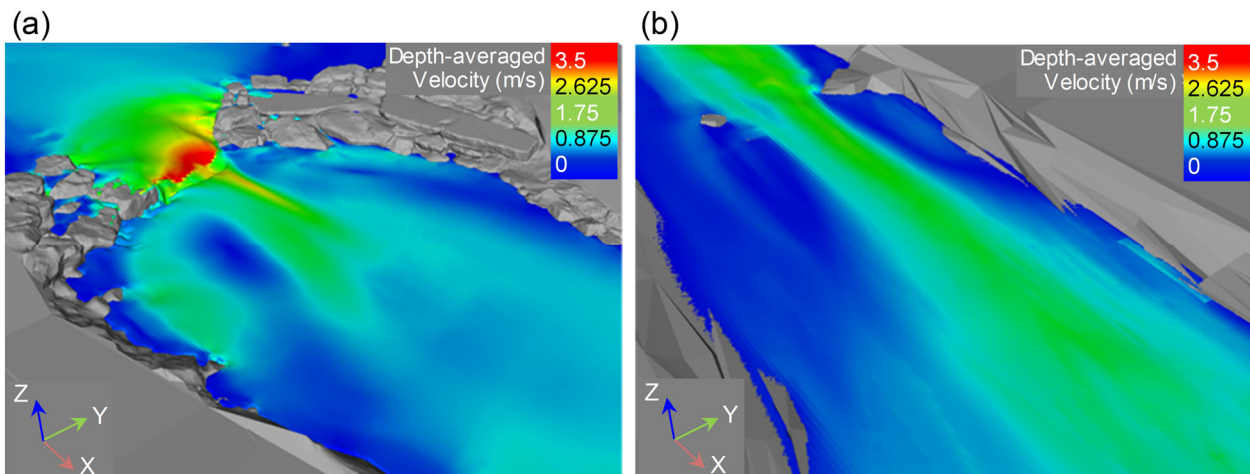 (a)
Depth-averaged
Velocity (m/s)
3.5
2.625
1.75
0.875
0
Z
Y
X
(b)
Depth-averaged
Velocity (m/s)
3.5
2.625
1.75
0.875
0
Z
Y
X